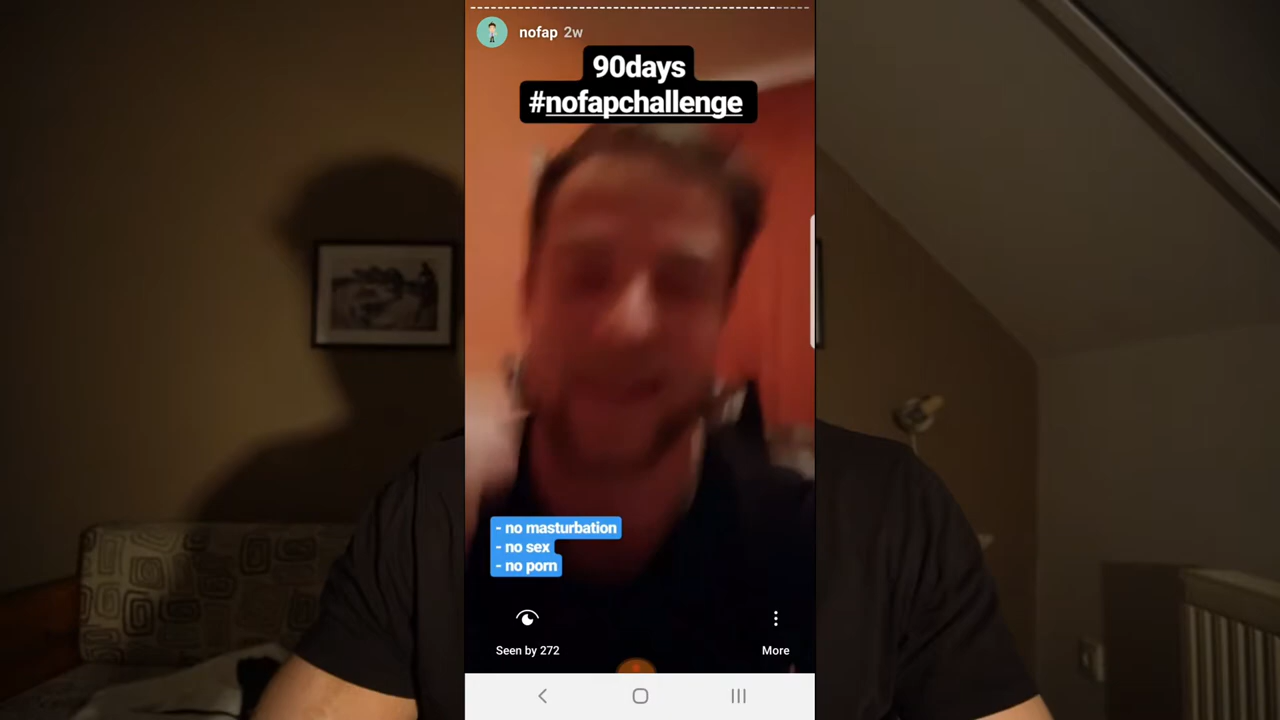 nofap 2w
90days
#nofapchallenge
- no masturbation
- no sex
- no porn
Seen by 272
More